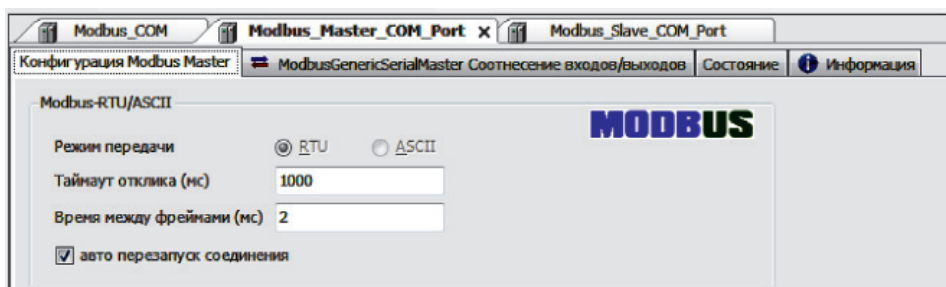 Modbus_COM Modbus_Master_COM_Port x Modbus_Slave_COM_Port
Конфигурация Modbus Master ModbusGenericSerialMaster Соотнесение входов/выходов Состояние Информация
Modbus-RTU/ASCII
MODBUS
Режим передачи RTU ASCII
Таймаут отклика (мс) 1000
Время между фреймами (мс) 2
авто перезапуск соединения